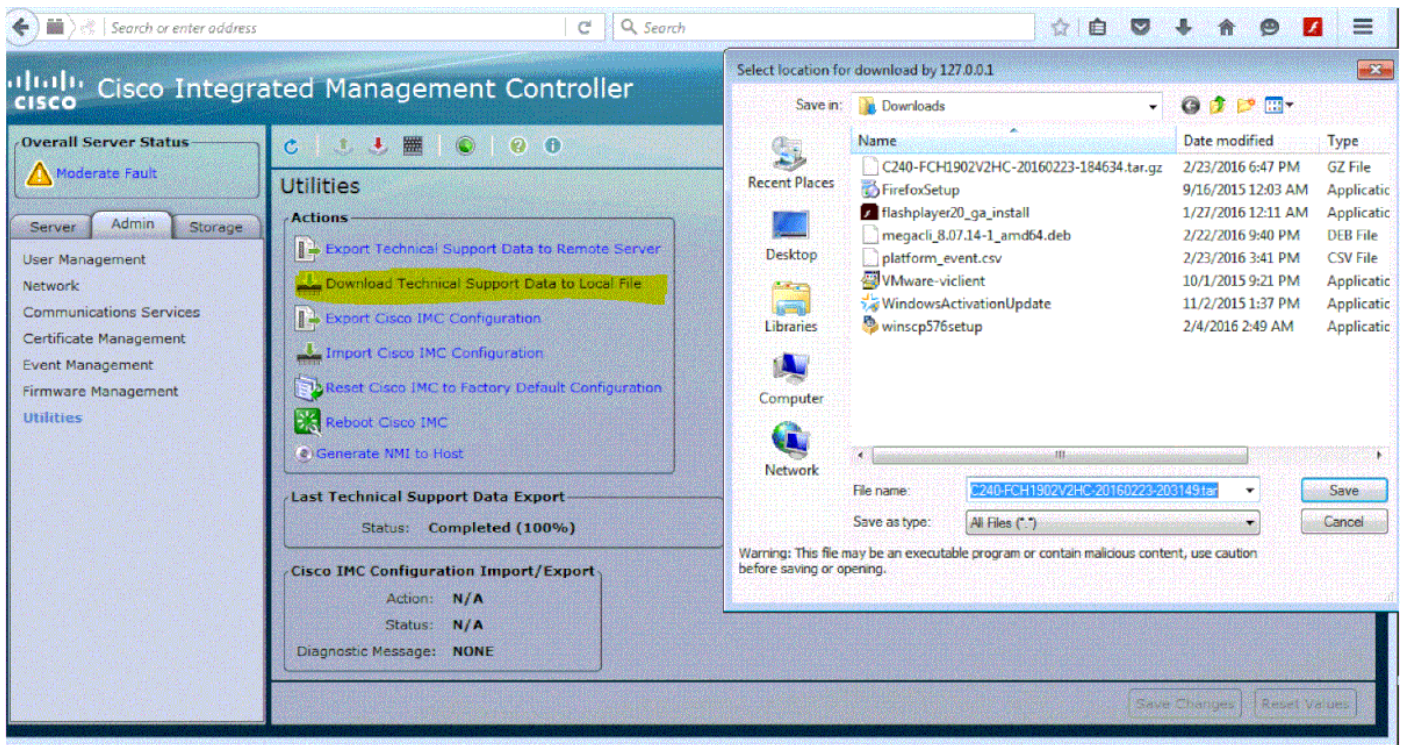 Search or enter address
Search
CISCO
Cisco Integrated Management Controller
Overall Server Status
Moderate Fault
Server
Admin
Storage
User Management
Network
Communications Services
Certificate Management
Event Management
Firmware Management
Utilities
Utilities
Actions
Export Technical Support Data to Remote Server
Download Technical Support Data to Local File
Export Cisco IMC Configuration
Import Cisco IMC Configuration
Reset Cisco IMC to Factory Default Configuration
Reboot Cisco IMC
Generate NMI to Host
Last Technical Support Data Export
Status: Completed (100%)
Cisco IMC Configuration Import/Export
Action: N/A
Status: N/A
Diagnostic Message: NONE
Save Changes
Reset Values
Select location for download by 127.0.0.1
Save in: Downloads
Recent Places
Desktop
Libraries
Computer
Network
Name Date modified Type
C240-FCH1902V2HC-20160223-184634.tar.gz 2/23/2016 6:47 PM GZ File
FirefoxSetup 9/16/2015 12:03 AM Applicatic
flashplayer20_ga_install 1/27/2016 12:11 AM Applicatic
megacli_8.07.14-1_amd64.deb 2/22/2016 9:40 PM DEB File
platform_event.csv 2/23/2016 3:41 PM CSV File
VMware-viclient 10/1/2015 9:21 PM Applicatic
WindowsActivationUpdate 11/2/2015 1:37 PM Applicatic
winscp576setup 2/4/2016 2:49 AM Applicatic
File name: C240-FCH1902V2HC-20160223-203149.tar
Save
Save as type: All Files (*.*)
Cancel
Warning: This file may be an executable program or contain malicious content, use caution
before saving or opening.